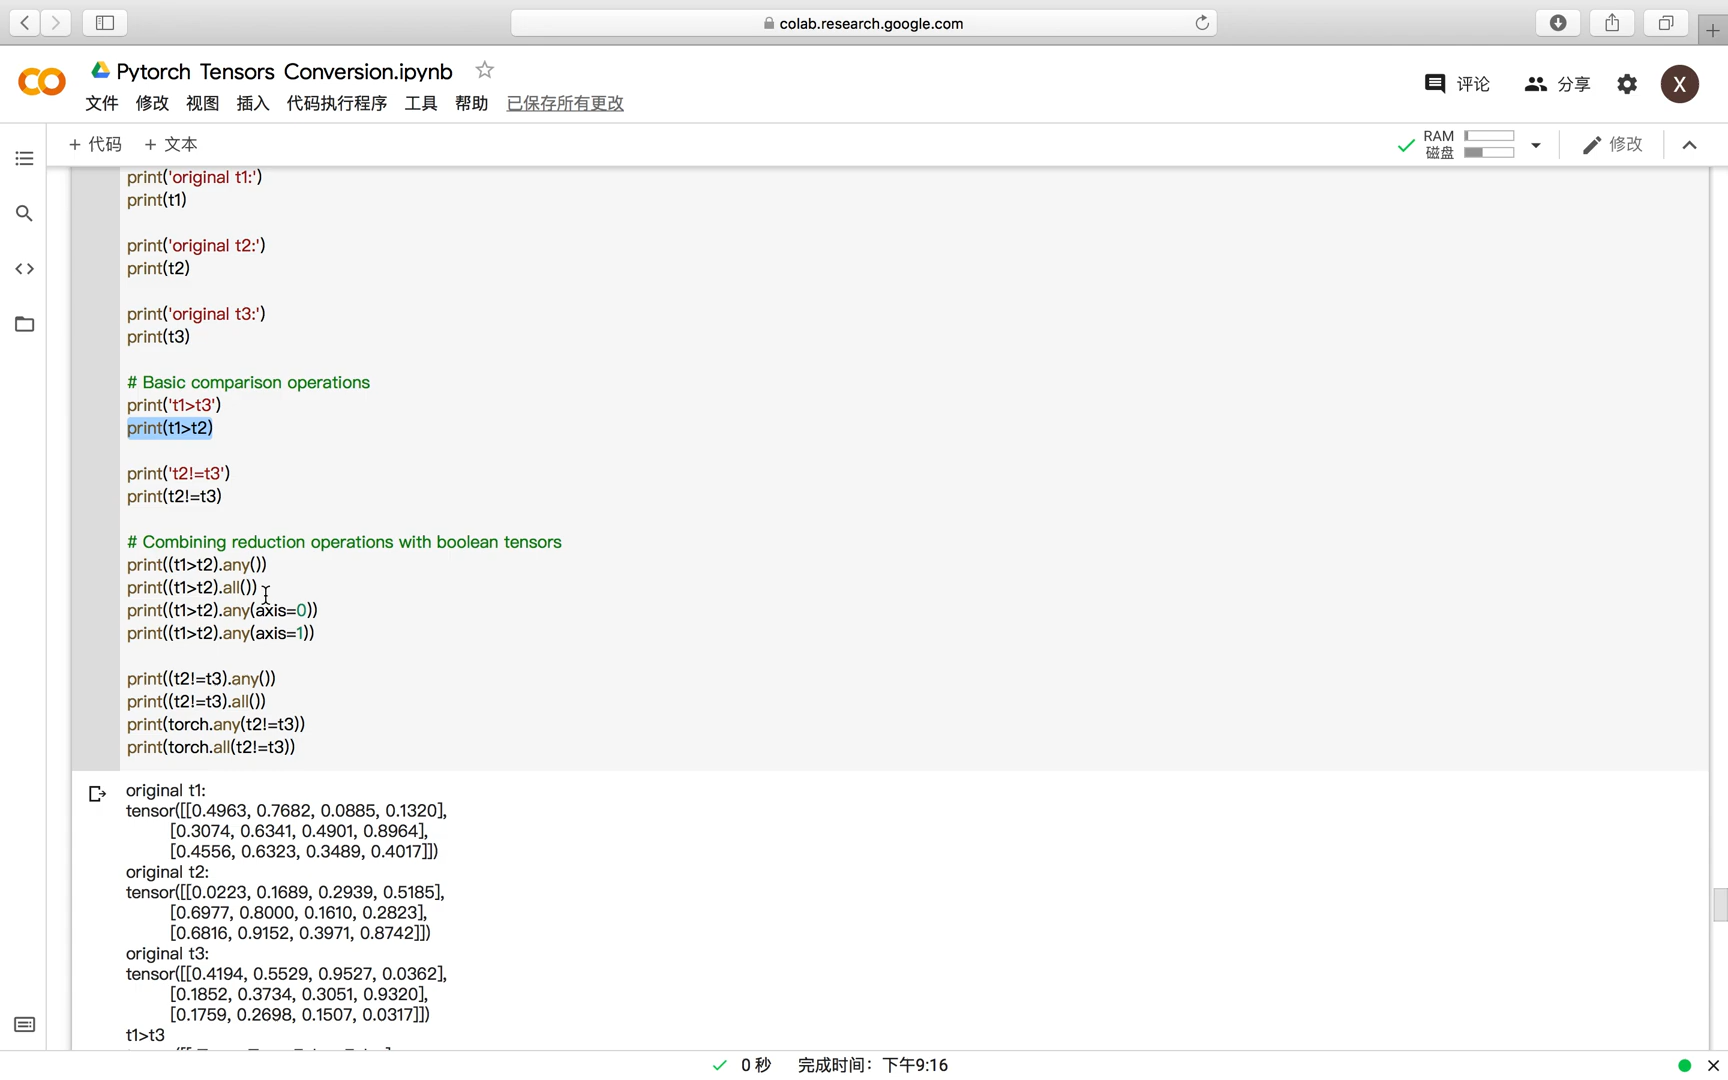 colab.research.google.com
Pytorch Tensors Conversion.ipynb
评论
分享
X
文件 修改 视图 插入 代码执行程序 工具 帮助 已保存所有更改
+ 代码 + 文本
RAM
磁盘
修改
print('original t1:')
print(t1)
print('original t2:')
print(t2)
print('original t3:')
print(t3)
# Basic comparison operations
print('t1>t3')
print(t1>t2)
print('t2!=t3')
print(t2!=t3)
# Combining reduction operations with boolean tensors
print((t1>t2).any())
print((t1>t2).all())
print((t1>t2).any(axis=0))
print((t1>t2).any(axis=1))
print((t2!=t3).any())
print((t2!=t3).all())
print(torch.any(t2!=t3))
print(torch.all(t2!=t3))
original t1:
tensor([[0.4963, 0.7682, 0.0885, 0.1320],
[0.3074, 0.6341, 0.4901, 0.8964],
[0.4556, 0.6323, 0.3489, 0.4017]])
original t2:
tensor([[0.0223, 0.1689, 0.2939, 0.5185],
[0.6977, 0.8000, 0.1610, 0.2823],
[0.6816, 0.9152, 0.3971, 0.8742]])
original t3:
tensor([[0.4194, 0.5529, 0.9527, 0.0362],
[0.1852, 0.3734, 0.3051, 0.9320],
[0.1759, 0.2698, 0.1507, 0.0317]])
t1>t3
0 秒 完成时间：下午9:16